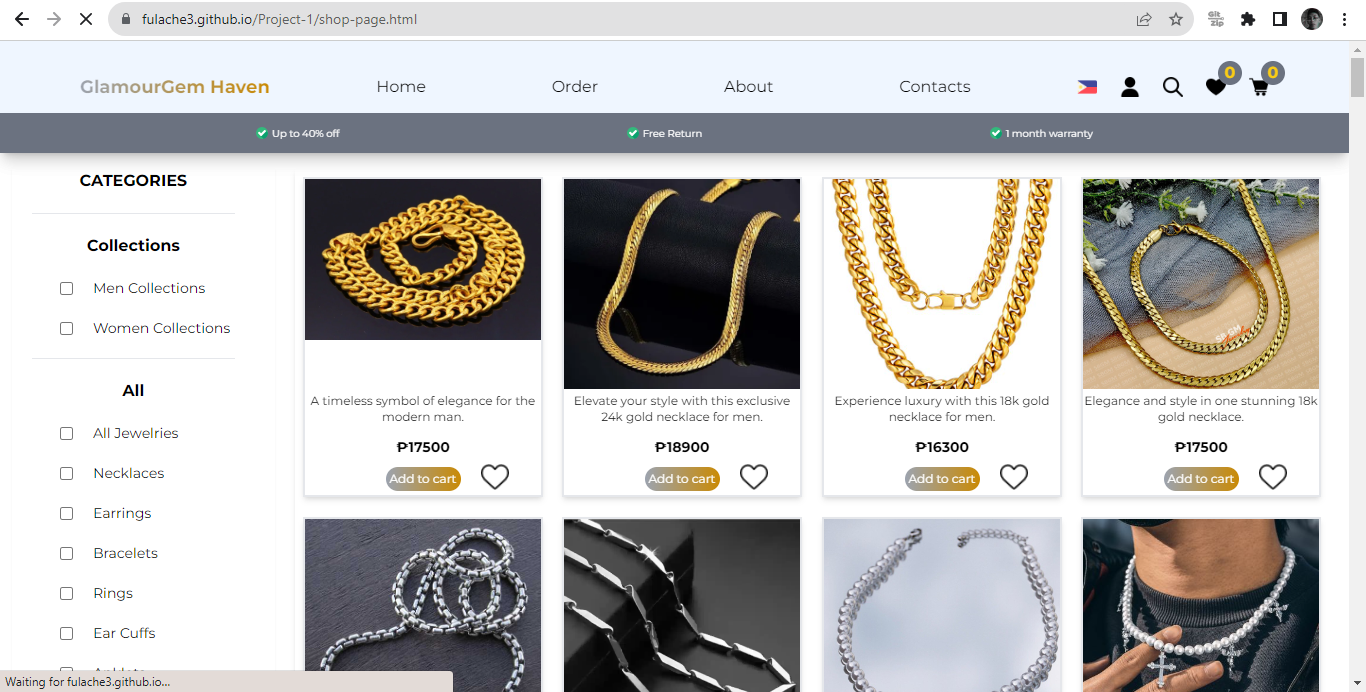 fulache3.github.io/Project-1/shop-page.html
GlamourGem Haven
Home
Order
About
Contacts
0
0
Up to 40% off
Free Return
1 month warranty
CATEGORIES
Collections
Men Collections
Women Collections
All
All Jewelries
Necklaces
Earrings
Bracelets
Rings
Ear Cuffs
A timeless symbol of elegance for the
modern man.
₱17500
Add to cart
Elevate your style with this exclusive
24k gold necklace for men.
₱18900
Add to cart
Experience luxury with this 18k gold
necklace for men.
₱16300
Add to cart
Elegance and style in one stunning 18k
gold necklace.
₱17500
Add to cart
Waiting for fulache3.github.io...